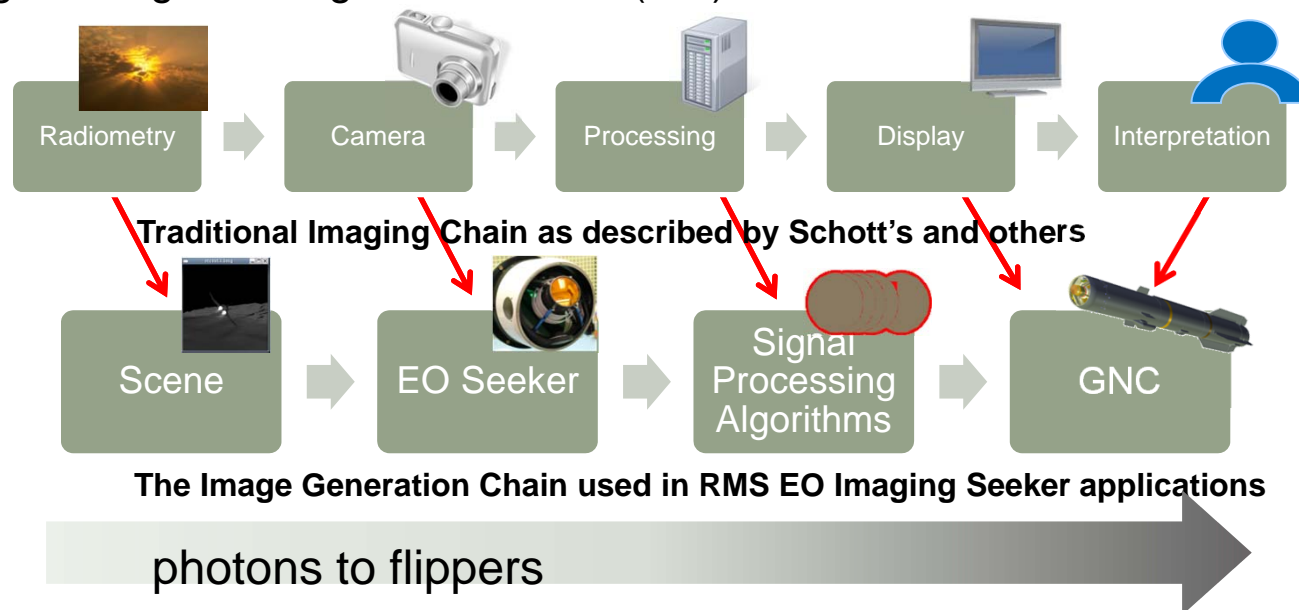 Radiometry
Camera
Processing
Display
Interpretation
Traditional Imaging Chain as described by Schott's and others
Scene
EO Seeker
Signal
Processing
Algorithms
GNC
The Image Generation Chain used in RMS EO Imaging Seeker applications
photons to flippers